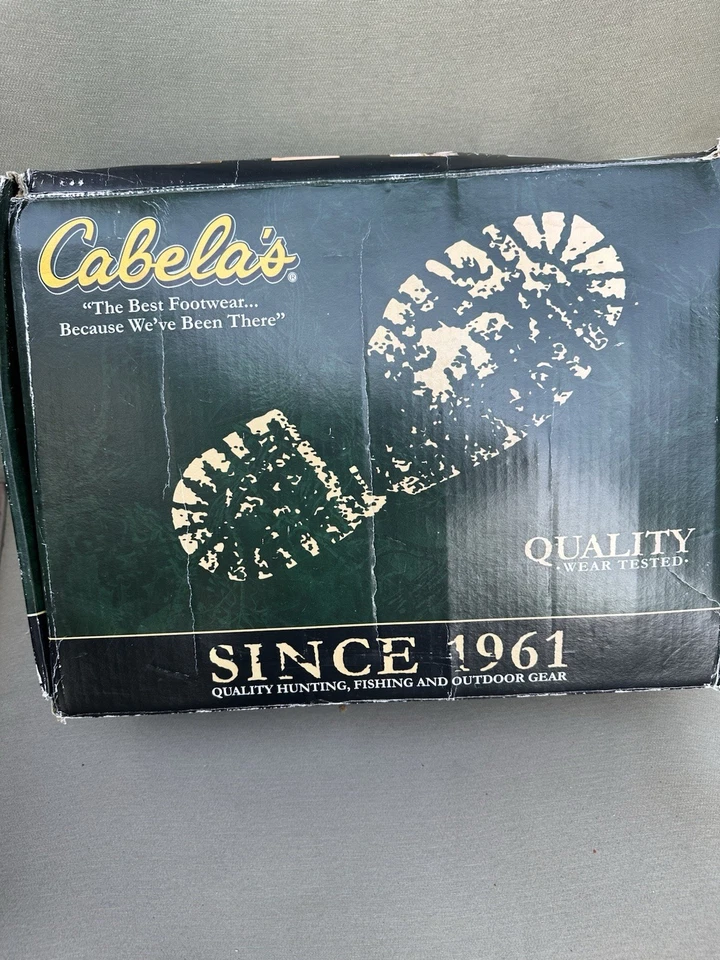 Cabela's®
“The Best Footwear...
Because We've Been There”
QUALITY
·WEAR TESTED·
SINCE 1961
QUALITY HUNTING, FISHING AND OUTDOOR GEAR